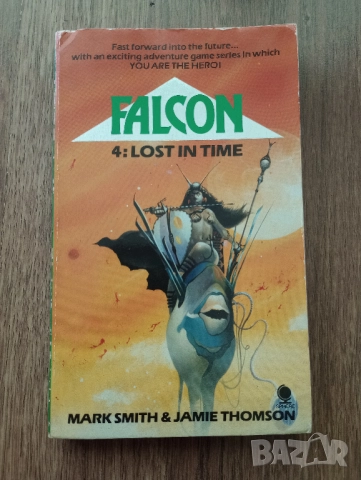 Fast forward into the future...
with an exciting adventure game series in which
YOU ARE THE HERO!
FALCON
4: LOST IN TIME
MARK SMITH & JAMIE THOMSON
BAZAR